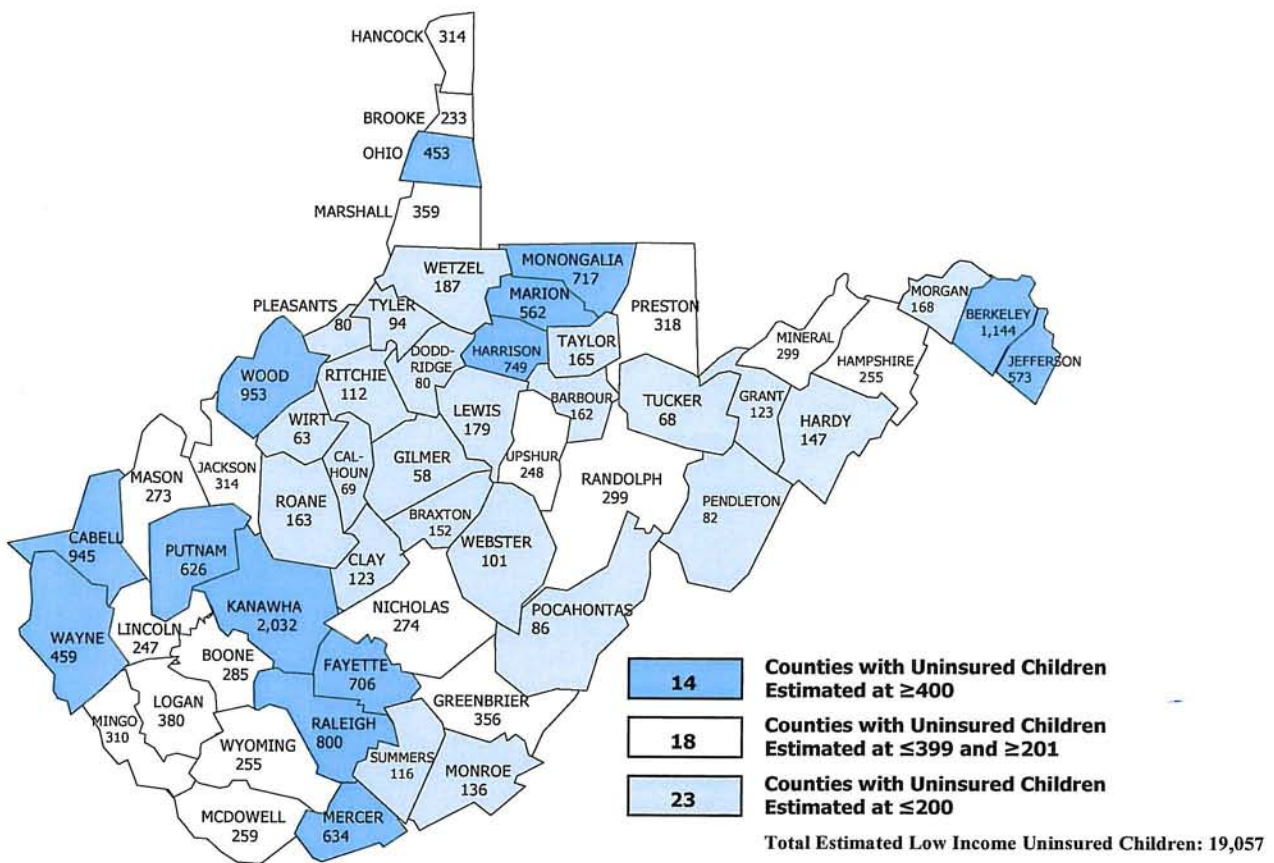 HANCOCK 314
BROOKE 233
OHIO 453
MARSHALL 359
WETZEL
187
MONONGALIA
717
MARION
562
PRESTON
318
PLEASANTS
80
TYLER
94
DODD-
RIDGE
80
HARRISON
749
TAYLOR
165
MINERAL
299
HAMPSHIRE
255
MORGAN
168
BERKELEY
1,144
JEFFERSON
573
WOOD
953
RITCHIE
112
WIRT
63
LEWIS
179
BARBOUR
162
TUCKER
68
GRANT
123
HARDY
147
MASON
273
JACKSON
314
CAL-
HOUN
69
GILMER
58
UPSHUR
248
RANDOLPH
299
PENDLETON
82
ROANE
163
BRAXTON
152
WEBSTER
101
CABELL
945
PUTNAM
626
CLAY
123
KANAWHA
2,032
NICHOLAS
274
POCAHONTAS
86
WAYNE
459
LINCOLN
247
BOONE
285
FAYETTE
706
GREENBRIER
356
LOGAN
380
MINGO
310
WYOMING
255
RALEIGH
800
SUMMERS
116
MONROE
136
MCDOWELL
259
MERCER
634
14 Counties with Uninsured Children
Estimated at ≥400
18 Counties with Uninsured Children
Estimated at ≤399 and ≥201
23 Counties with Uninsured Children
Estimated at ≤200
Total Estimated Low Income Uninsured Children: 19,057